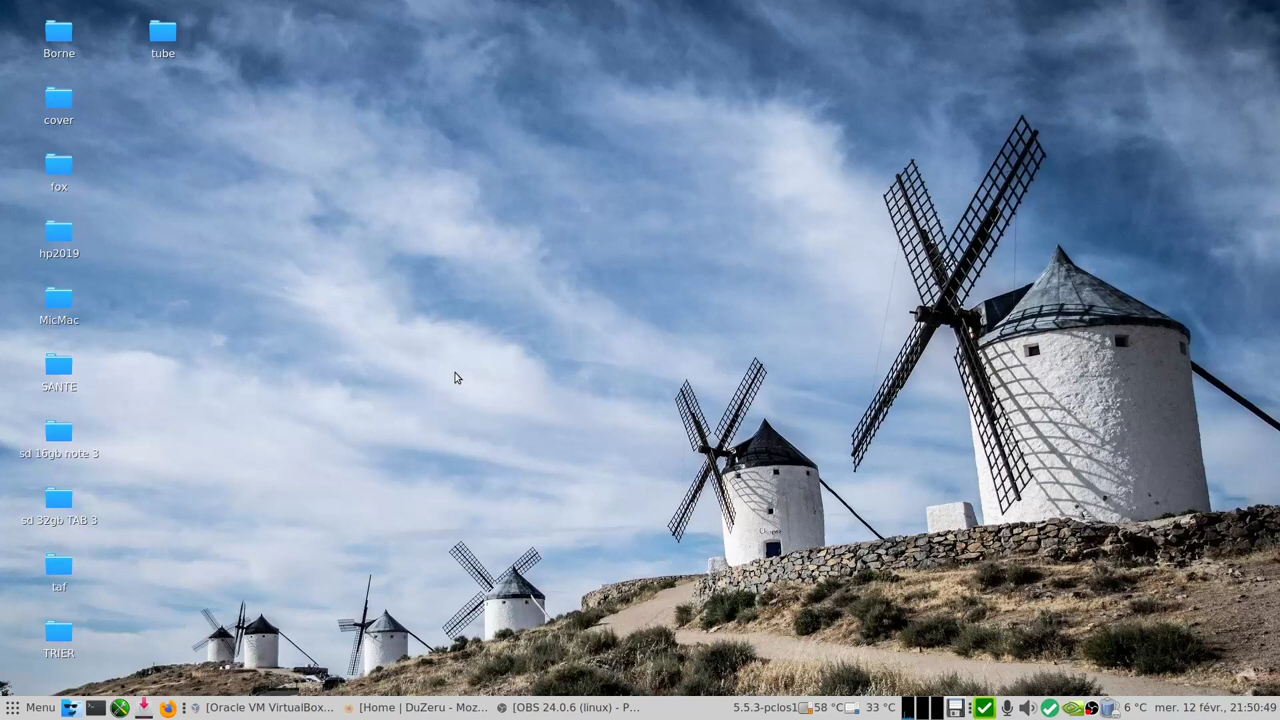 Borne
tube
cover
fox
hp2019
MicMac
SANTE
sd 16gb note 3
sd 32gb TAB 3
taf
TRIER
Menu
[Oracle VM VirtualBox...
[Home | EulZeru - Moz...
[OBS 24.0.6 (linux) - P...
5.5.3-pclos1
58 °C
33 °C
6 °C
mer. 12 févr., 21:50:49